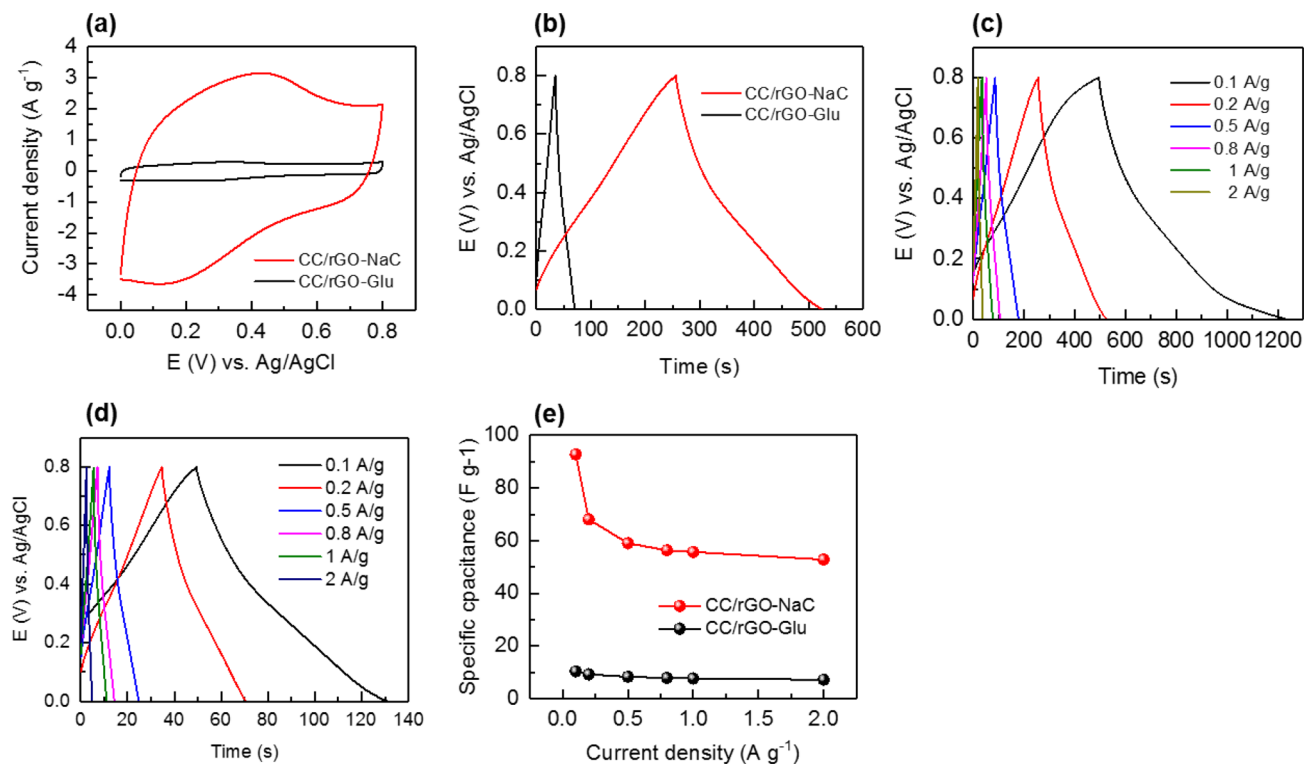 (a)
Current density (A g-1)
4
3
2
1
0
-1
-2
-3
-4
CC/rGO-NaC
CC/rGO-Glu
0.0 0.2 0.4 0.6 0.8
E (V) vs. Ag/AgCl
(b)
E (V) vs. Ag/AgCl
0.8
0.6
0.4
0.2
0.0
CC/rGO-NaC
CC/rGO-Glu
0 100 200 300 400 500 600
Time (s)
(c)
E (V) vs. Ag/AgCl
0.8
0.6
0.4
0.2
0.0
0.1 A/g
0.2 A/g
0.5 A/g
0.8 A/g
1 A/g
2 A/g
0 200 400 600 800 1000 1200
Time (s)
(d)
E (V) vs. Ag/AgCl
0.8
0.6
0.4
0.2
0.0
0.1 A/g
0.2 A/g
0.5 A/g
0.8 A/g
1 A/g
2 A/g
0 20 40 60 80 100 120 140
Time (s)
(e)
Specific cpacitance (F g-1)
100
80
60
40
20
0
CC/rGO-NaC
CC/rGO-Glu
0.0 0.5 1.0 1.5 2.0
Current density (A g-1)